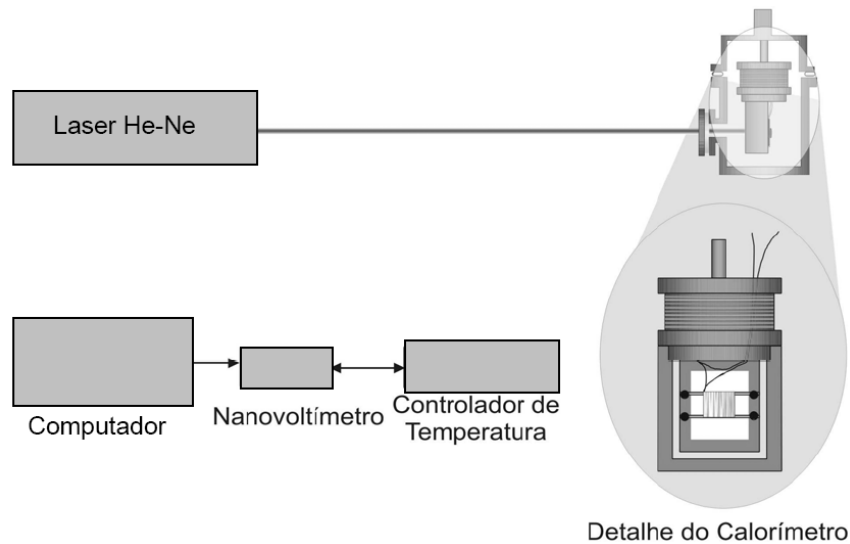 Laser He-Ne
Computador
Nanovoltímetro
Controlador de
Temperatura
Detalhe do Calorímetro